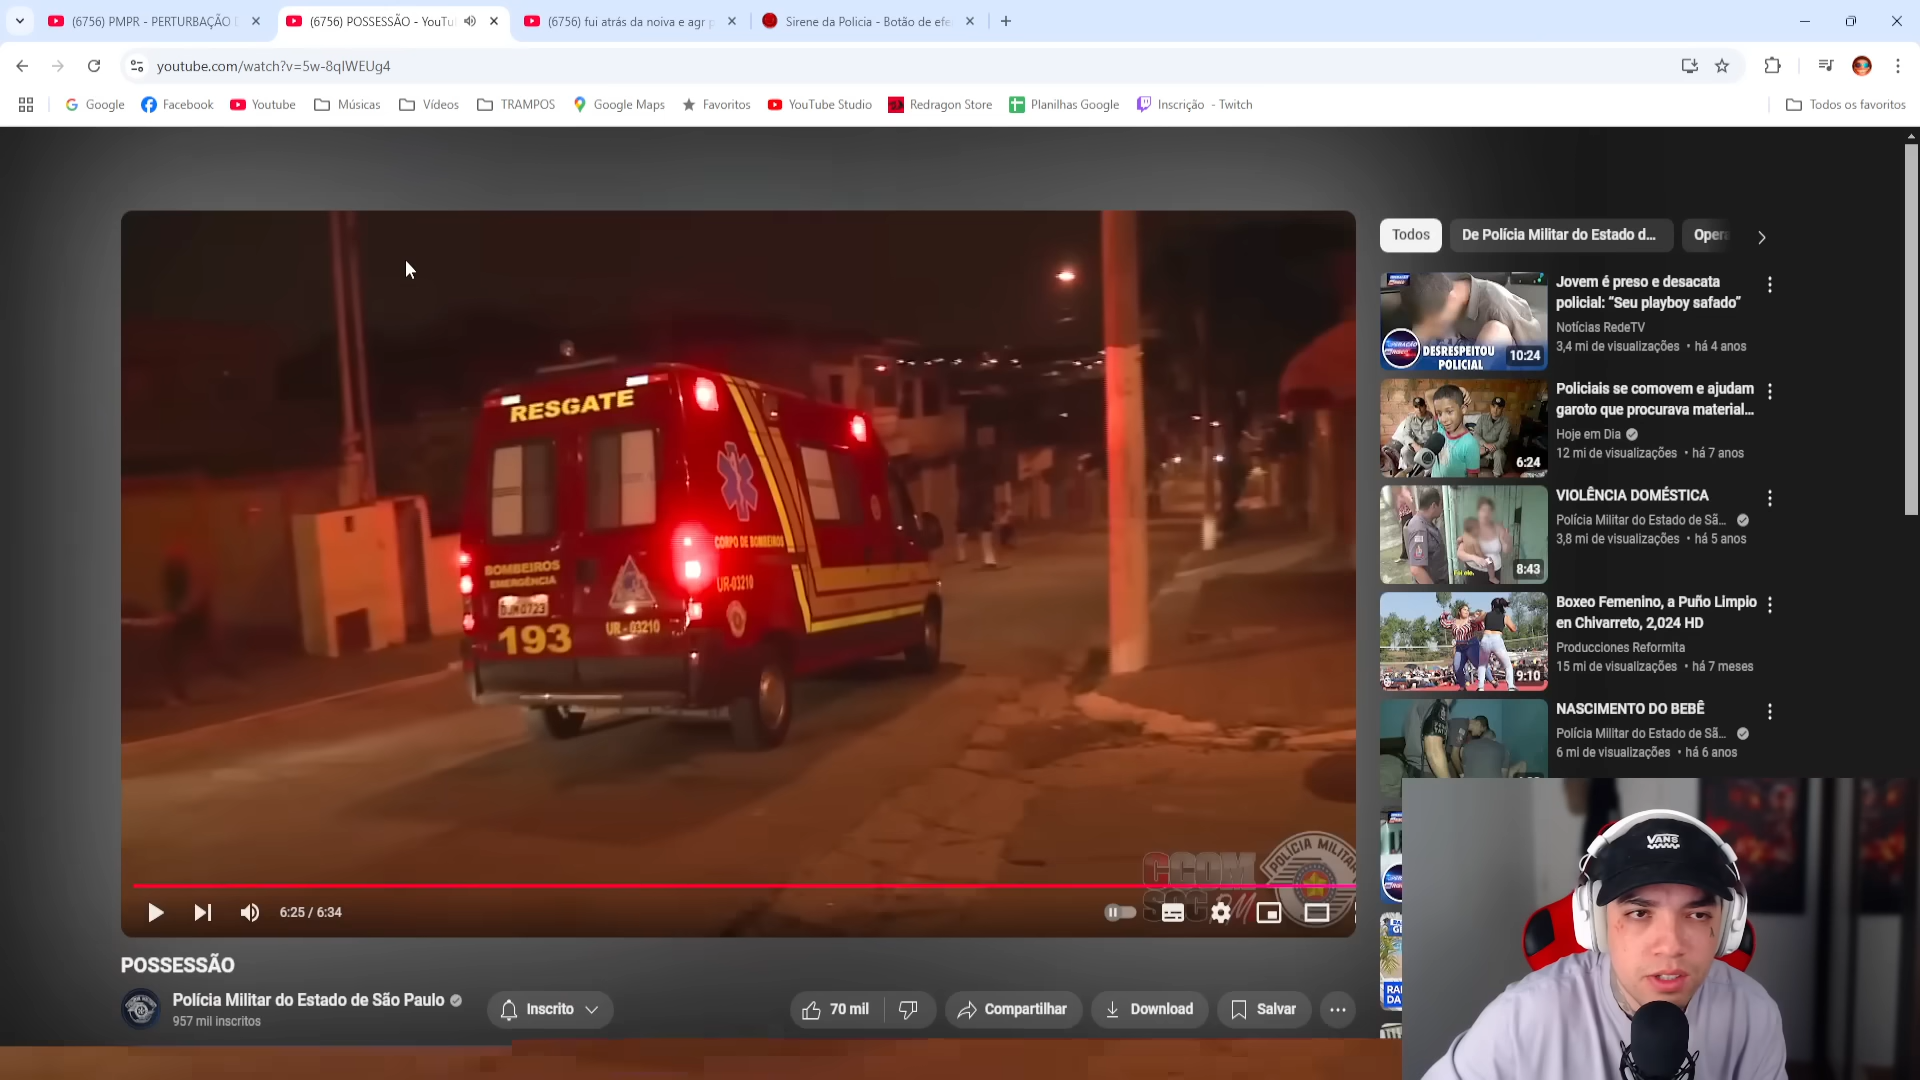 (6756) PMPR - PERTURBAÇÃO
(6756) POSSESSÃO - YouTu
(6756) fui atrás da noiva e agr p
Sirene da Policia - Botão de efe
youtube.com/watch?v=5w-8qlWEUg4
Google
Facebook
Youtube
Músicas
Vídeos
TRAMPOS
Google Maps
Favoritos
YouTube Studio
Redragon Store
Planilhas Google
Inscrição - Twitch
Todos os favoritos
Todos
De Polícia Militar do Estado d...
Opera
RESGATE
CORPO DE BOMBEIROS
BOMBEIROS
EMERGÊNCIA
UR-03210
193
UR - 03210
POLÍCIA MILITAR
CCOM
SOC
PM
6:25 / 6:34
POSSESSÃO
Polícia Militar do Estado de São Paulo
957 mil inscritos
Inscrito
70 mil
Compartilhar
Download
Salvar
DESRESPEITOU
POLICIAL
10:24
Jovem é preso e desacata
policial: “Seu playboy safado”
Notícias RedeTV
3,4 mi de visualizações • há 4 anos
6:24
Policiais se comovem e ajudam
garoto que procurava material...
Hoje em Dia
12 mi de visualizações • há 7 anos
8:43
VIOLÊNCIA DOMÉSTICA
Polícia Militar do Estado de Sã...
3,8 mi de visualizações • há 5 anos
9:10
Boxeo Femenino, a Puño Limpio
en Chivarreto, 2,024 HD
Producciones Reformita
15 mi de visualizações • há 7 meses
NASCIMENTO DO BEBÊ
Polícia Militar do Estado de Sã...
6 mi de visualizações • há 6 anos
VANS